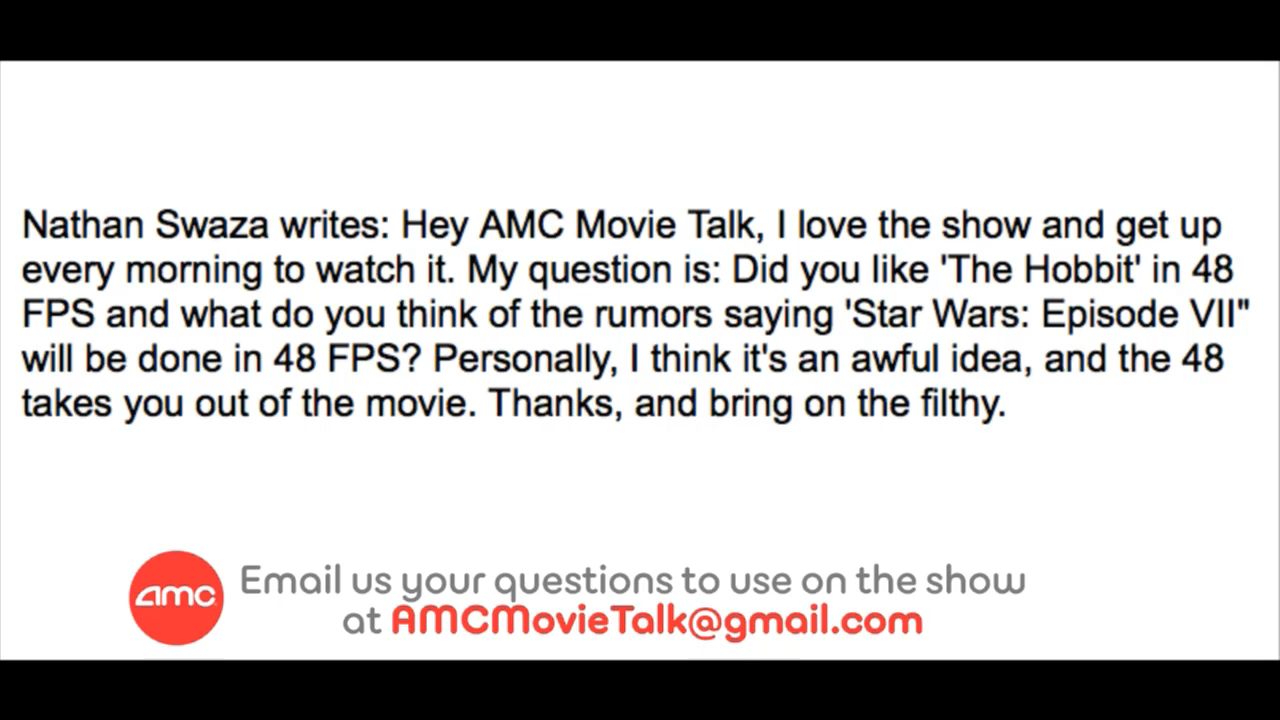 Nathan Swaza writes: Hey AMC Movie Talk, I love the show and get up
every morning to watch it. My question is: Did you like 'The Hobbit' in 48
FPS and what do you think of the rumors saying 'Star Wars: Episode VII"
will be done in 48 FPS? Personally, I think it's an awful idea, and the 48
takes you out of the movie. Thanks, and bring on the filthy.
amc
Email us your questions to use on the show
at AMCMovieTalk@gmail.com